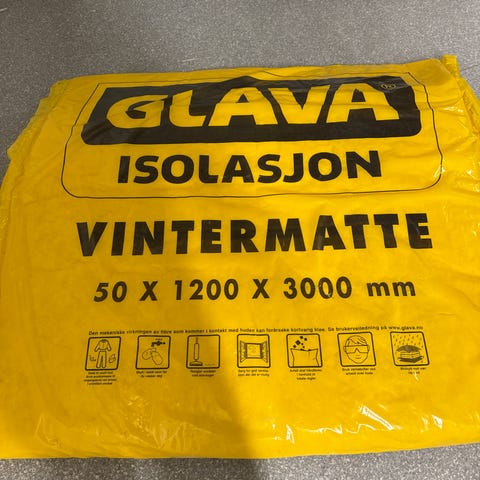 GLAVA
ISOLASJON
VINTERMATTE
50 X 1200 X 3000 mm
Den mekaniske virkningen av fibre som kommer i kontakt med huden kan forårsake kortvarig kløe. Se brukerveiledning på www.glava.no